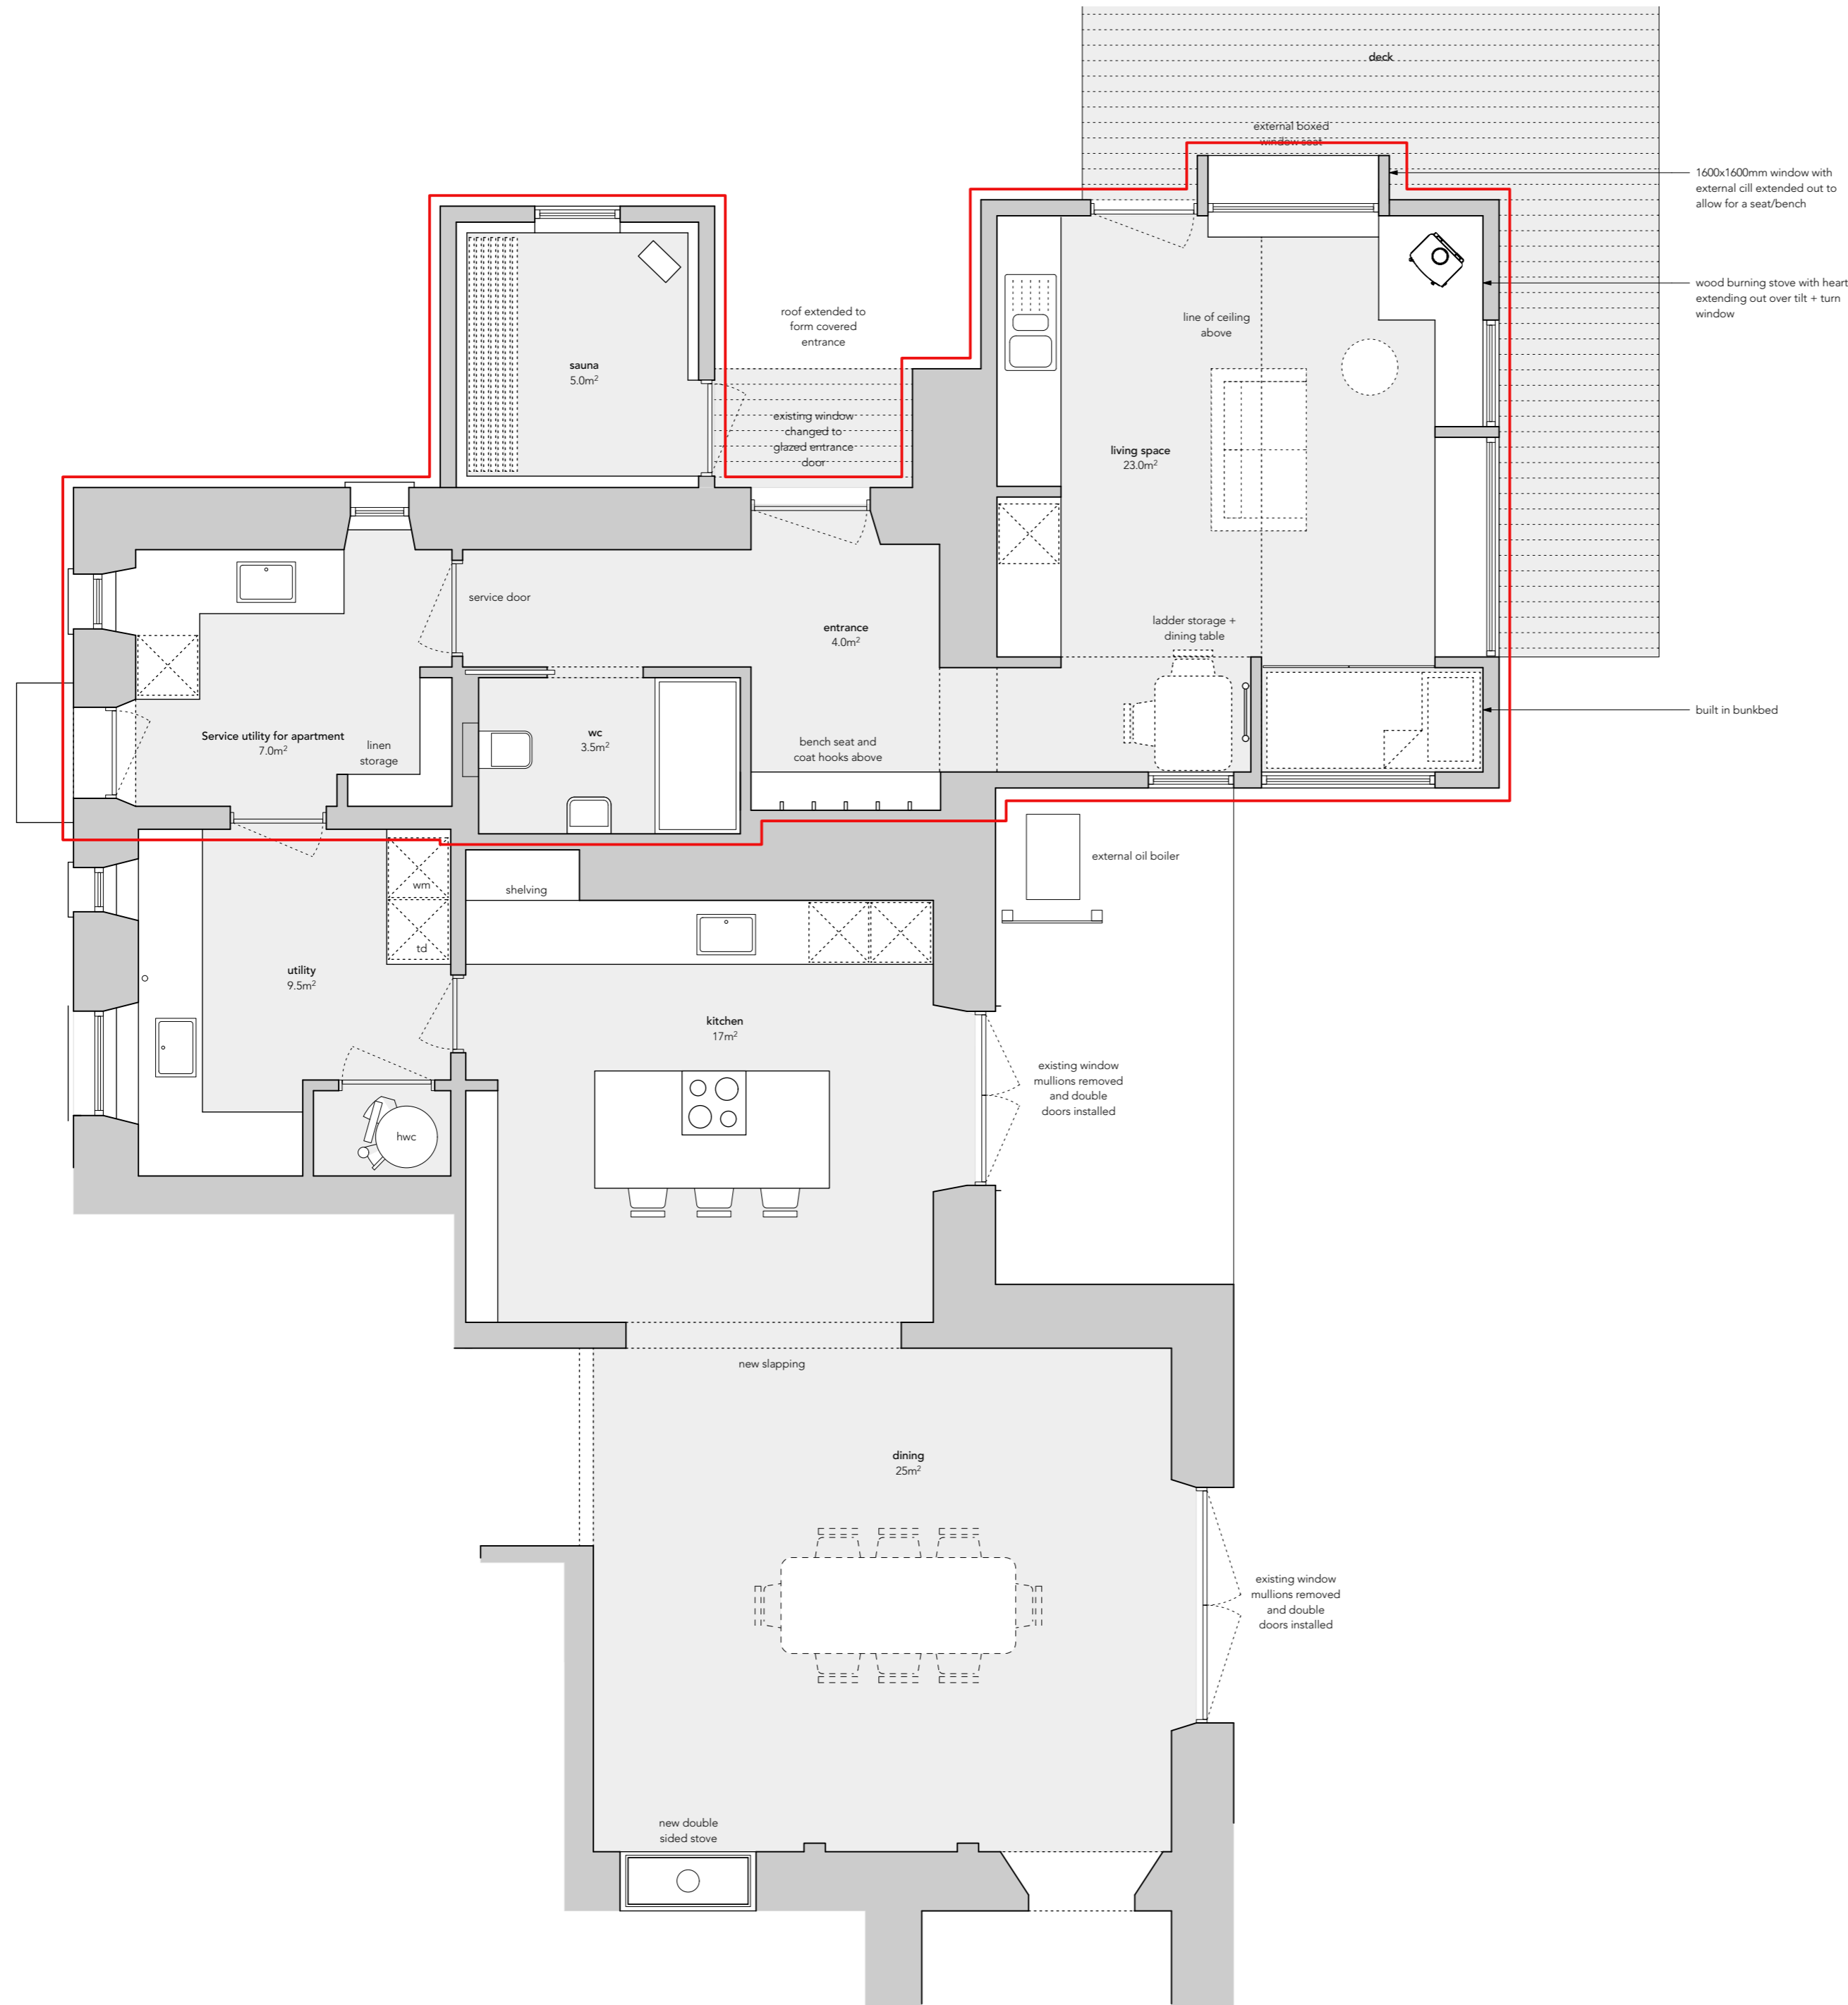 deck
external boxed
window seat
1600x1600mm window with
external cill extended out to
allow for a seat/bench
wood burning stove with heart
extending out over tilt + turn
window
roof extended to
form covered
entrance
line of ceiling
above
sauna
5.0m²
existing window
changed to
glazed entrance
door
living space
23.0m²
service door
entrance
4.0m²
ladder storage +
dining table
Service utility for apartment
7.0m²
linen
storage
wc
3.5m²
bench seat and
coat hooks above
built in bunkbed
external oil boiler
wm
shelving
td
utility
9.5m²
kitchen
17m²
existing window
mullions removed
and double
doors installed
hwc
new slapping
dining
25m²
existing window
mullions removed
and double
doors installed
new double
sided stove